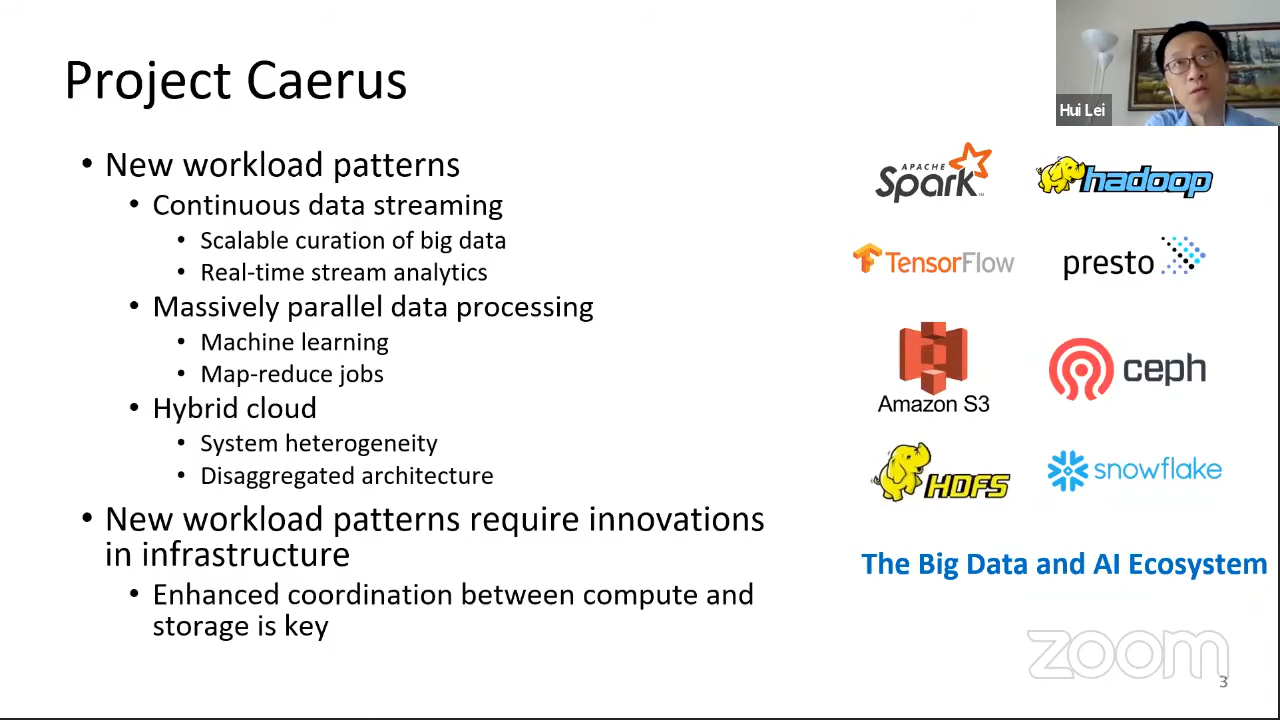 Project Caerus
Hui Lei
• New workload patterns
• Continuous data streaming
• Scalable curation of big data
• Real-time stream analytics
• Massively parallel data processing
• Machine learning
• Map-reduce jobs
• Hybrid cloud
• System heterogeneity
• Disaggregated architecture
• New workload patterns require innovations
in infrastructure
• Enhanced coordination between compute and
storage is key
APACHE
Spark™
hadoop
TensorFlow
presto
Amazon S3
ceph
HDFS
snowflake
The Big Data and AI Ecosystem
zoom
3